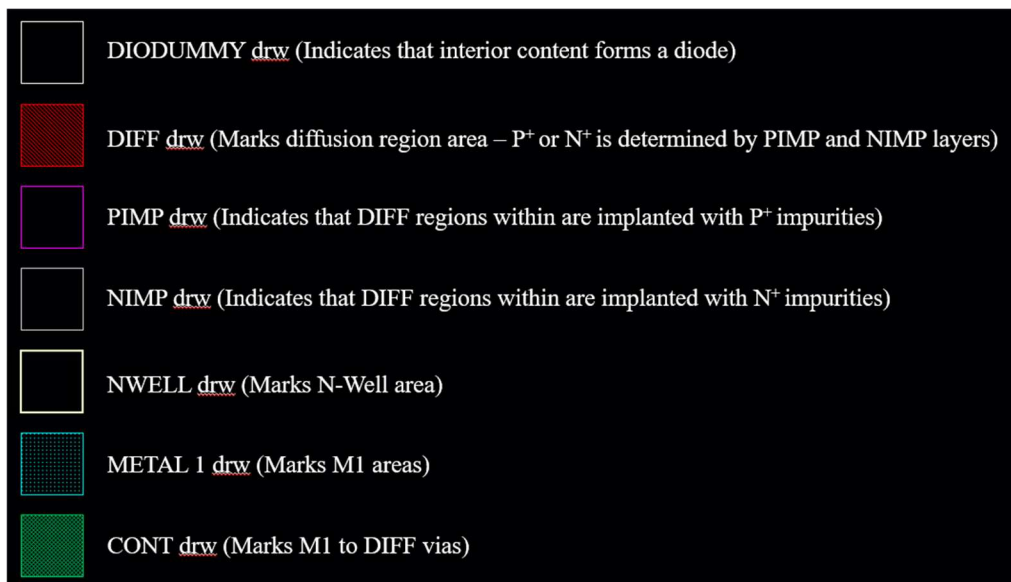 DIODUMMY drw (Indicates that interior content forms a diode)
DIFF drw (Marks diffusion region area – P⁺ or N⁺ is determined by PIMP and NIMP layers)
PIMP drw (Indicates that DIFF regions within are implanted with P⁺ impurities)
NIMP drw (Indicates that DIFF regions within are implanted with N⁺ impurities)
NWELL drw (Marks N-Well area)
METAL 1 drw (Marks M1 areas)
CONT drw (Marks M1 to DIFF vias)